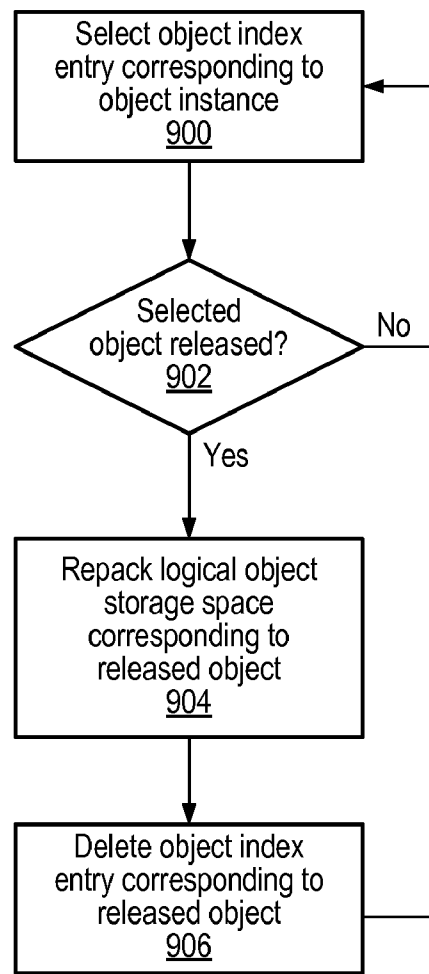 Select object index
entry corresponding to
object instance
900
Selected
object released?
902
No
Yes
Repack logical object
storage space
corresponding to
released object
904
Delete object index
entry corresponding to
released object
906